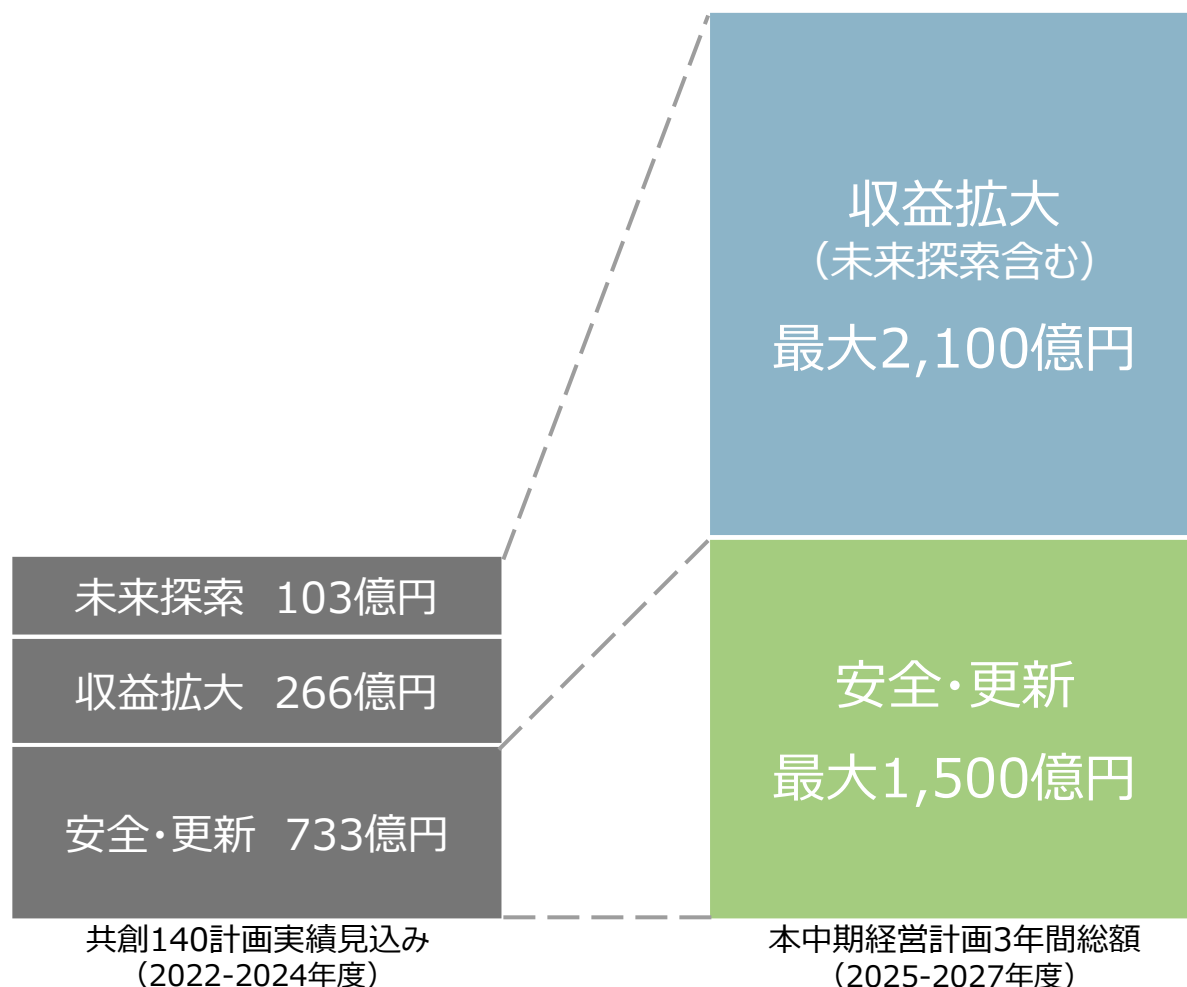 収益拡大
（未来探索含む）
最大2,100億円
未来探索 103億円
収益拡大 266億円
安全・更新 733億円
安全・更新
最大1,500億円
共創140計画実績見込み
（2022-2024年度）
本中期経営計画3年間総額
（2025-2027年度）